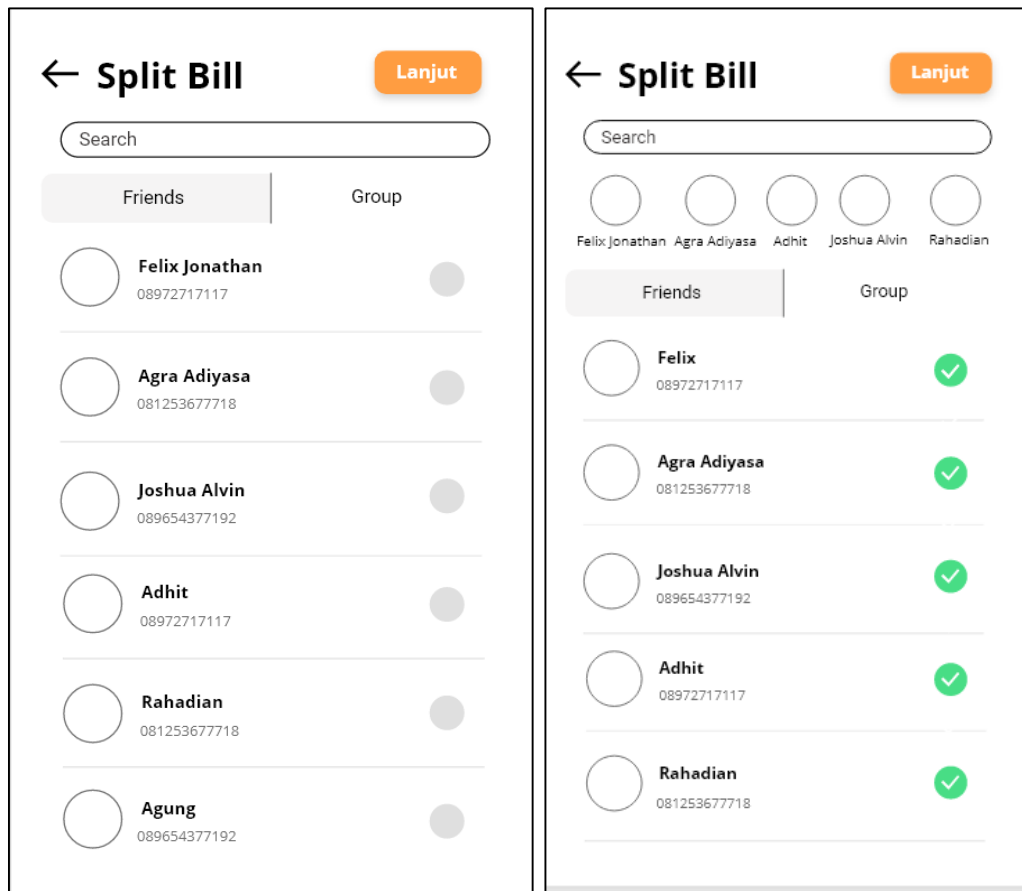 Split Bill
Lanjut
Search
Friends
Group
Felix Jonathan
08972717117
Agra Adiyasa
081253677718
Joshua Alvin
089654377192
Adhit
08972717117
Rahadian
081253677718
Agung
089654377192
Split Bill
Lanjut
Search
Felix Jonathan
Agra Adiyasa
Adhit
Joshua Alvin
Rahadian
Friends
Group
Felix
08972717117
Agra Adiyasa
081253677718
Joshua Alvin
089654377192
Adhit
08972717117
Rahadian
081253677718